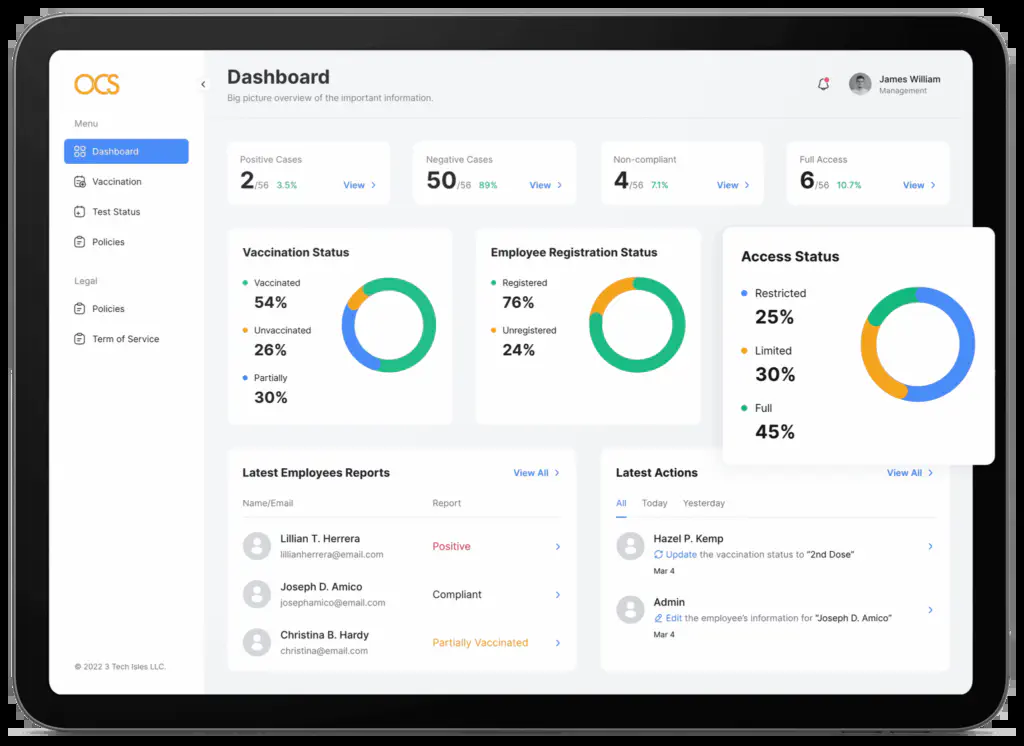 OCS
Menu
Dashboard
Vaccination
Test Status
Policies
Legal
Policies
Term of Service
© 2022 3 Tech Isles LLC.
Dashboard
Big picture overview of the important information.
James William
Management
Positive Cases
2/56 3.5% View
Negative Cases
50/56 89% View
Non-compliant
4/56 7.1% View
Full Access
6/56 10.7% View
Vaccination Status
Vaccinated
54%
Unvaccinated
26%
Partially
30%
Employee Registration Status
Registered
76%
Unregistered
24%
Access Status
Restricted
25%
Limited
30%
Full
45%
Latest Employees Reports View All
Name/Email Report
Lillian T. Herrera
lillianherrera@email.com
Positive
Joseph D. Amico
josephamico@email.com
Compliant
Christina B. Hardy
christina@email.com
Partially Vaccinated
Latest Actions View All
All Today Yesterday
Hazel P. Kemp
Update the vaccination status to "2nd Dose"
Mar 4
Admin
Edit the employee's information for "Joseph D. Amico"
Mar 4